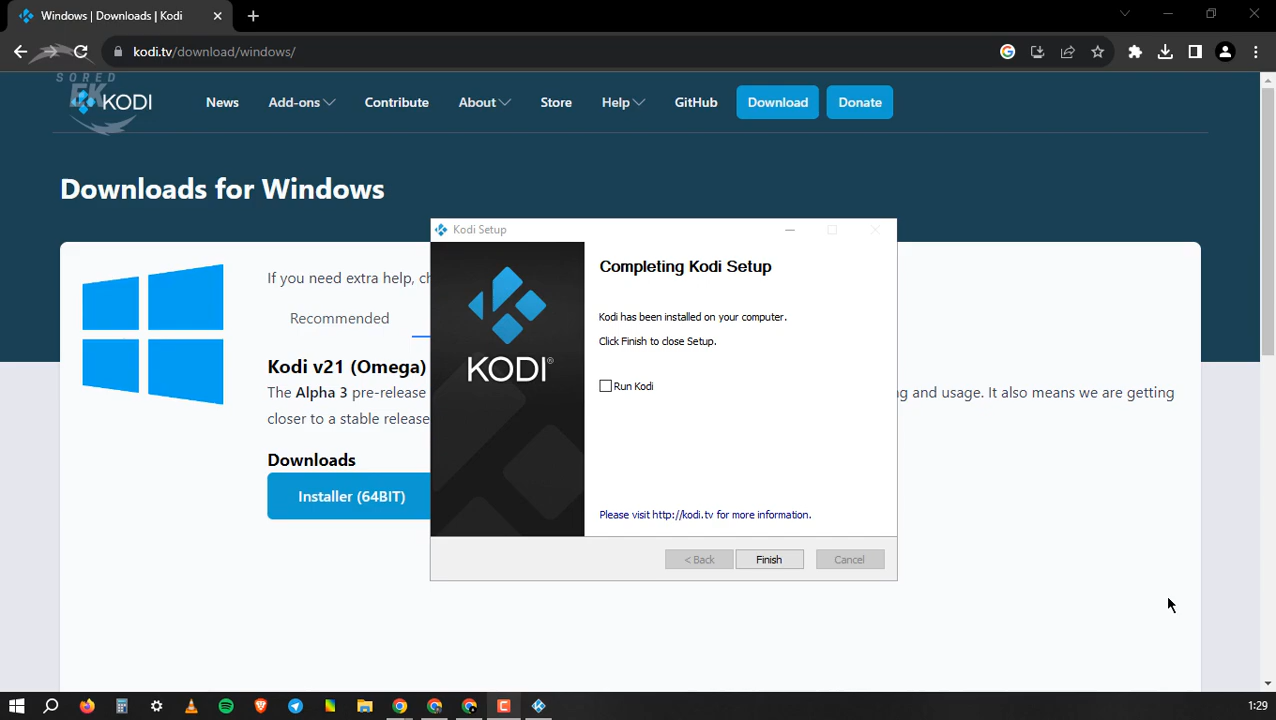 Windows | Downloads | Kodi
kodi.tv/download/windows/
SORED
EK
KODI
News
Add-ons
Contribute
About
Store
Help
GitHub
Download
Donate
Downloads for Windows
If you need extra help, ch
Recommended
Kodi v21 (Omega)
The Alpha 3 pre-release
ng and usage. It also means we are getting
closer to a stable release
Downloads
Installer (64BIT)
Kodi Setup
KODI®
Completing Kodi Setup
Kodi has been installed on your computer.
Click Finish to close Setup.
Run Kodi
Please visit http://kodi.tv for more information.
< Back
Finish
Cancel
1:29